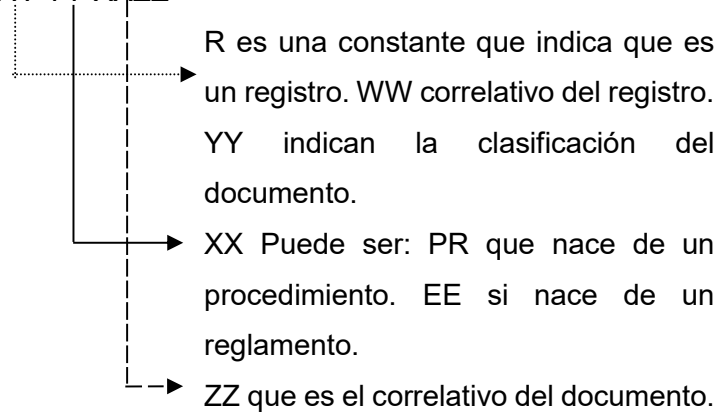 R es una constante que indica que es
un registro. WW correlativo del registro.
YY indican la clasificación del
documento.
XX Puede ser: PR que nace de un
procedimiento. EE si nace de un
reglamento.
ZZ que es el correlativo del documento.